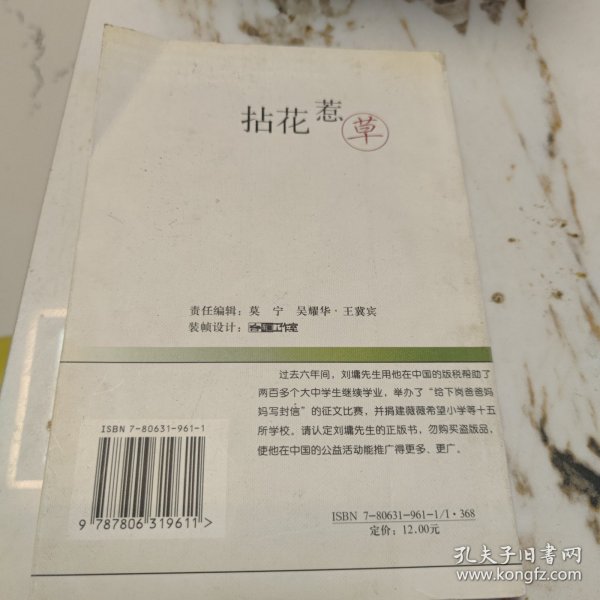 拈花惹草
责任编辑：莫 宁 吴耀华·王冀宾
装帧设计：工作室
过去六年间，刘墉先生用他在中国的版税帮助了
两百多个大中学生继续学业，举办了“给下岗爸爸妈
妈写封信”的征文比赛，并捐建薇薇希望小学等十五
所学校。请认定刘墉先生的正版书，勿购买盗版品，
使他在中国的公益活动能推广得更多、更广。
ISBN 7-80631-961-1
9 787806 319611 >
ISBN 7-80631-961-1/I·368
定价：12.00元
孔夫子旧书网
www.kongfz.com